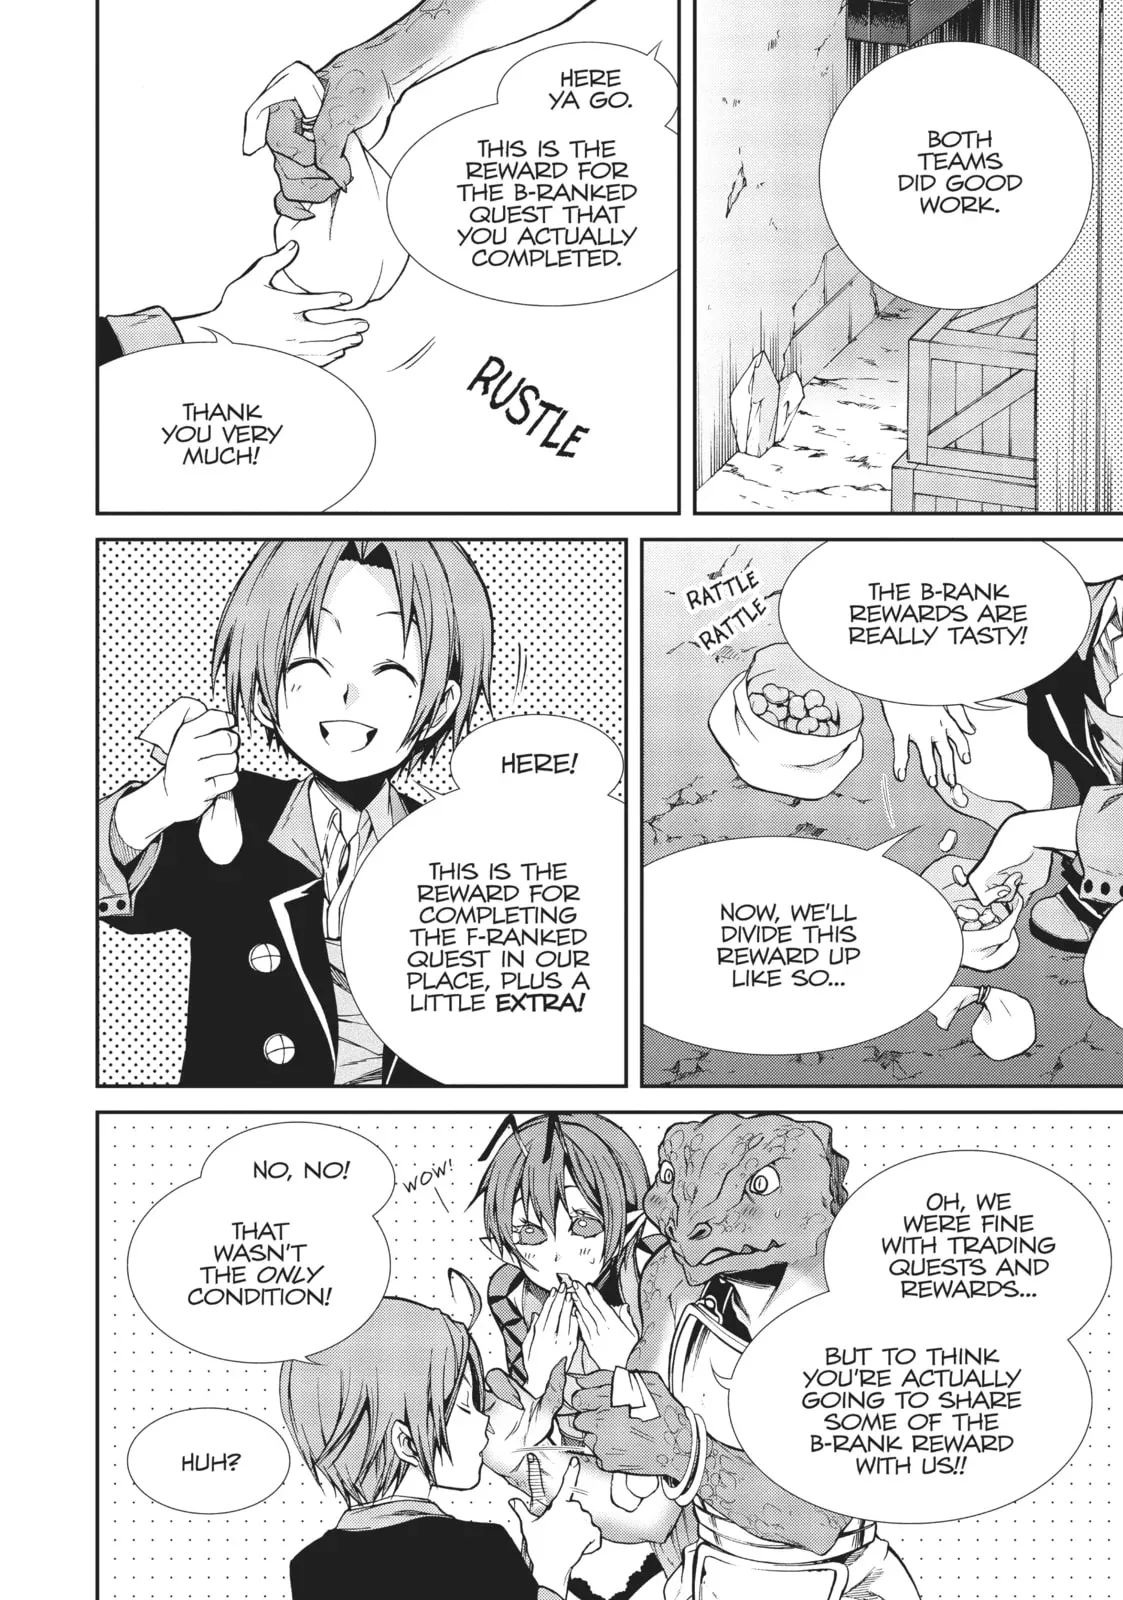 BOTH
TEAMS
DID GOOD
WORK.
HERE
YA GO.
THIS IS THE
REWARD FOR
THE B-RANKED
QUEST THAT
YOU ACTUALLY
COMPLETED.
RUSTLE
THANK
YOU VERY
MUCH!
THE B-RANK
REWARDS ARE
REALLY TASTY!
RATTLE
RATTLE
NOW, WE'LL
DIVIDE THIS
REWARD UP
LIKE SO...
HERE!
THIS IS THE
REWARD FOR
COMPLETING
THE F-RANKED
QUEST IN OUR
PLACE, PLUS A
LITTLE EXTRA!
OH, WE
WERE FINE
WITH TRADING
QUESTS AND
REWARDS...
BUT TO THINK
YOU'RE ACTUALLY
GOING TO SHARE
SOME OF THE
B-RANK REWARD
WITH US!!
WOW!
NO, NO!
THAT
WASN'T
THE ONLY
CONDITION!
HUH?